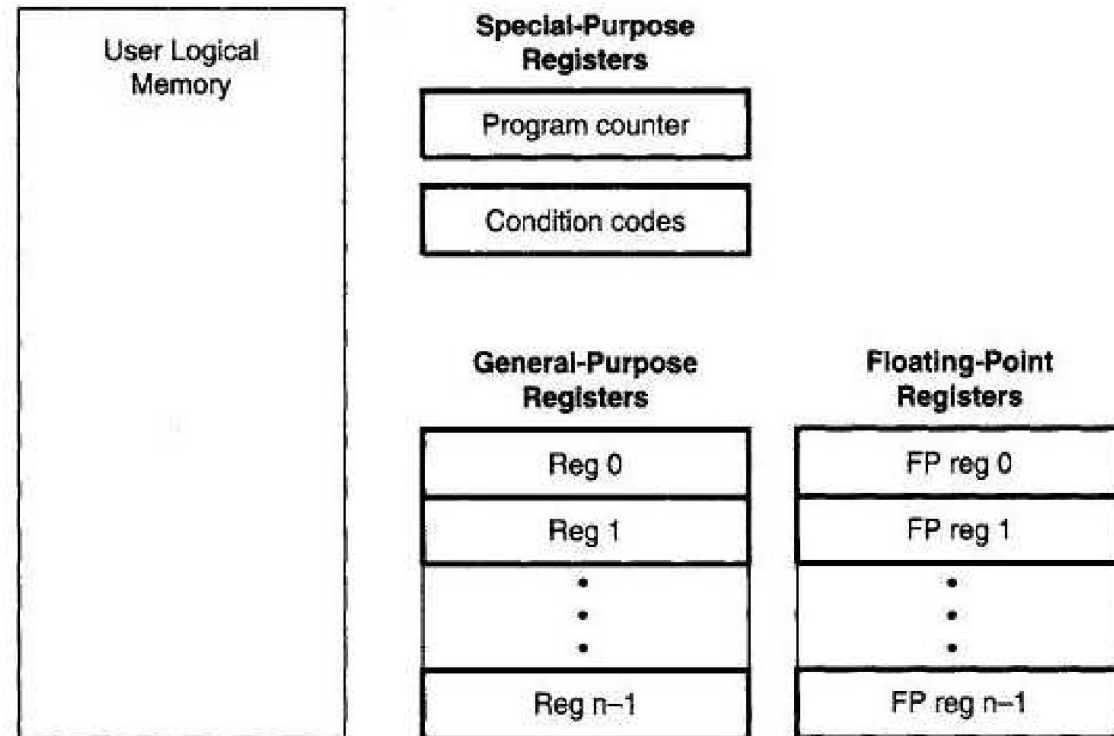 User Logical
Memory
Special-Purpose
Registers
Program counter
Condition codes
General-Purpose
Registers
Reg 0
Reg 1
Reg n–1
Floating-Point
Registers
FP reg 0
FP reg 1
FP reg n–1